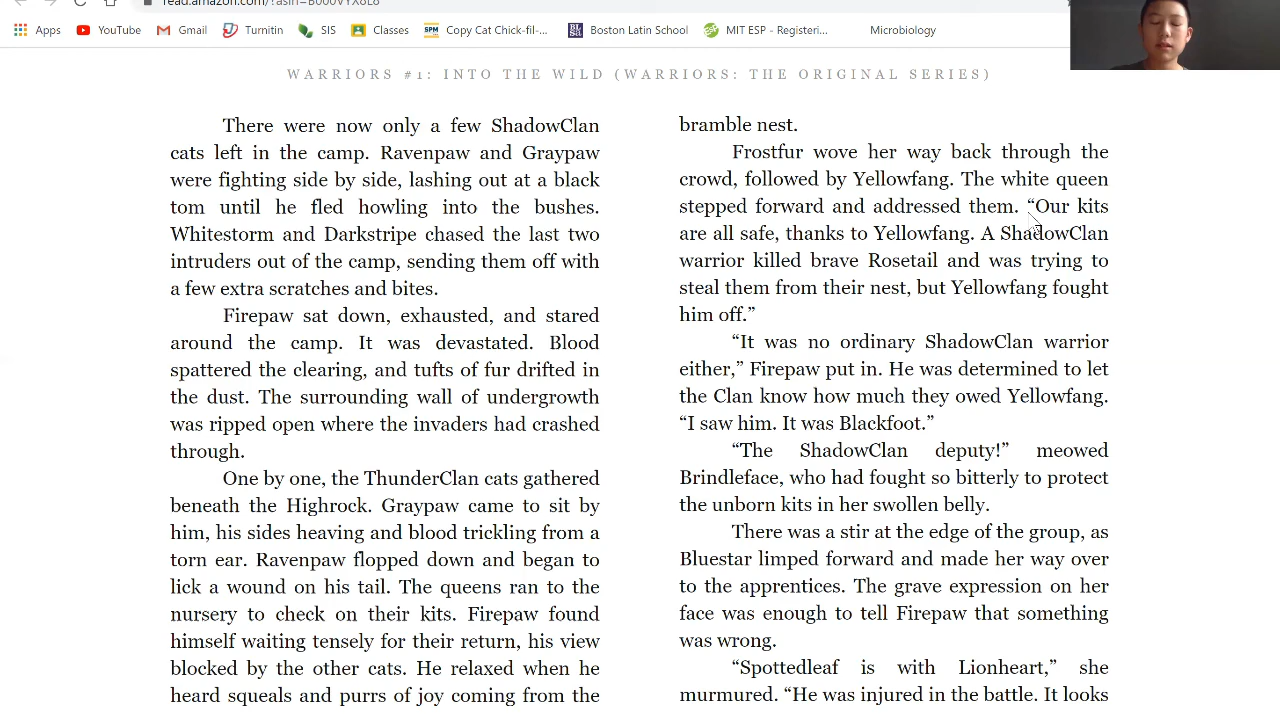 read.amazon.com/?asin=B000VYX8L8
Apps YouTube Gmail Turnitin SIS Classes Copy Cat Chick-fil-... Boston Latin School MIT ESP - Registeri... Microbiology
WARRIORS #1: INTO THE WILD (WARRIORS: THE ORIGINAL SERIES)
There were now only a few ShadowClan
cats left in the camp. Ravenpaw and Graypaw
were fighting side by side, lashing out at a black
tom until he fled howling into the bushes.
Whitestorm and Darkstripe chased the last two
intruders out of the camp, sending them off with
a few extra scratches and bites.
Firepaw sat down, exhausted, and stared
around the camp. It was devastated. Blood
spattered the clearing, and tufts of fur drifted in
the dust. The surrounding wall of undergrowth
was ripped open where the invaders had crashed
through.
One by one, the ThunderClan cats gathered
beneath the Highrock. Graypaw came to sit by
him, his sides heaving and blood trickling from a
torn ear. Ravenpaw flopped down and began to
lick a wound on his tail. The queens ran to the
nursery to check on their kits. Firepaw found
himself waiting tensely for their return, his view
blocked by the other cats. He relaxed when he
heard squeals and purrs of joy coming from the
bramble nest.
Frostfur wove her way back through the
crowd, followed by Yellowfang. The white queen
stepped forward and addressed them. “Our kits
are all safe, thanks to Yellowfang. A ShadowClan
warrior killed brave Rosetail and was trying to
steal them from their nest, but Yellowfang fought
him off.”
“It was no ordinary ShadowClan warrior
either,” Firepaw put in. He was determined to let
the Clan know how much they owed Yellowfang.
“I saw him. It was Blackfoot.”
“The ShadowClan deputy!” meowed
Brindleface, who had fought so bitterly to protect
the unborn kits in her swollen belly.
There was a stir at the edge of the group, as
Bluestar limped forward and made her way over
to the apprentices. The grave expression on her
face was enough to tell Firepaw that something
was wrong.
“Spottedleaf is with Lionheart,” she
murmured. “He was injured in the battle. It looks